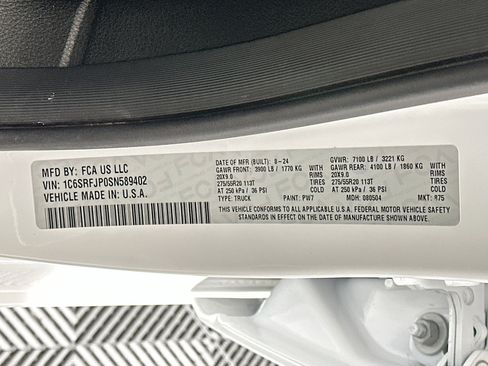 MFD BY: FCA US LLC
VIN: 1C6SRFJP0SN589402
VEHICLE MADE IN: U.S.A.
DATE OF MFR (BUILT): 8-24
GAWR FRONT: 3900 LB / 1770 KG WITH
20X9.0 RIMS
275/55R20 113T
AT 250 kPa / 36 PSI COLD
TYPE: TRUCK PAINT: PW7
GVWR: 7100 LB / 3221 KG
GAWR REAR: 4100 LB / 1860 KG WITH
20X9.0 RIMS
275/55R20 113T
AT 250 kPa / 36 PSI COLD
MDH: 080504 MKT: R75
THIS VEHICLE CONFORMS TO ALL APPLICABLE U.S.A. FEDERAL MOTOR VEHICLE SAFETY
STANDARDS IN EFFECT ON THE DATE OF MANUFACTURE SHOWN ABOVE.